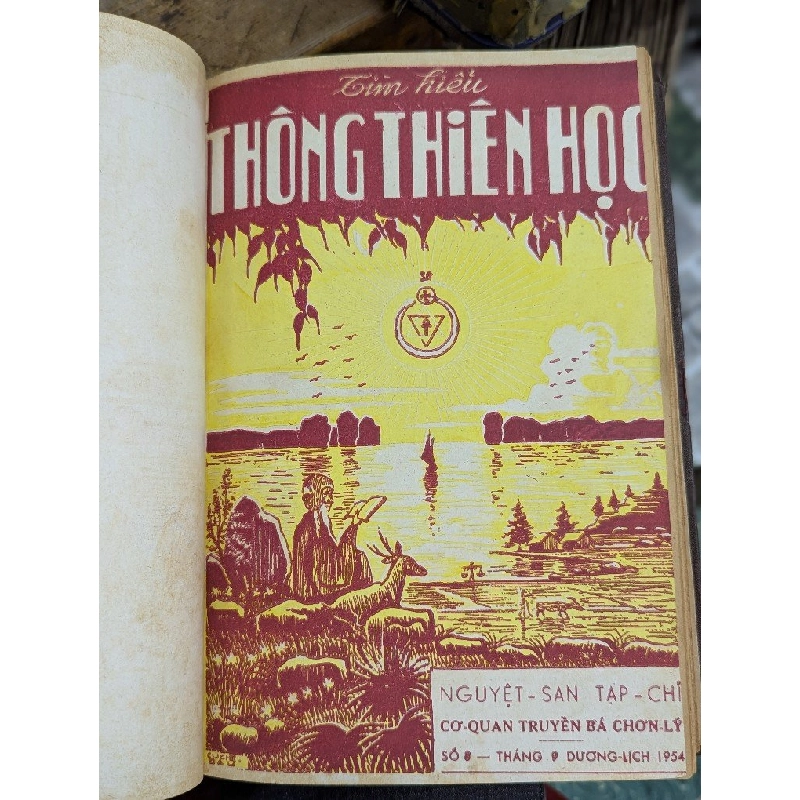 Tìm hiểu
THÔNG THIÊN HỌC
NGUYỆT-SAN TẠP-CHÍ
CƠ-QUAN TRUYỀN BÁ CHƠN-LÝ
SỐ 8 — THÁNG 9 DƯƠNG-LỊCH 1954